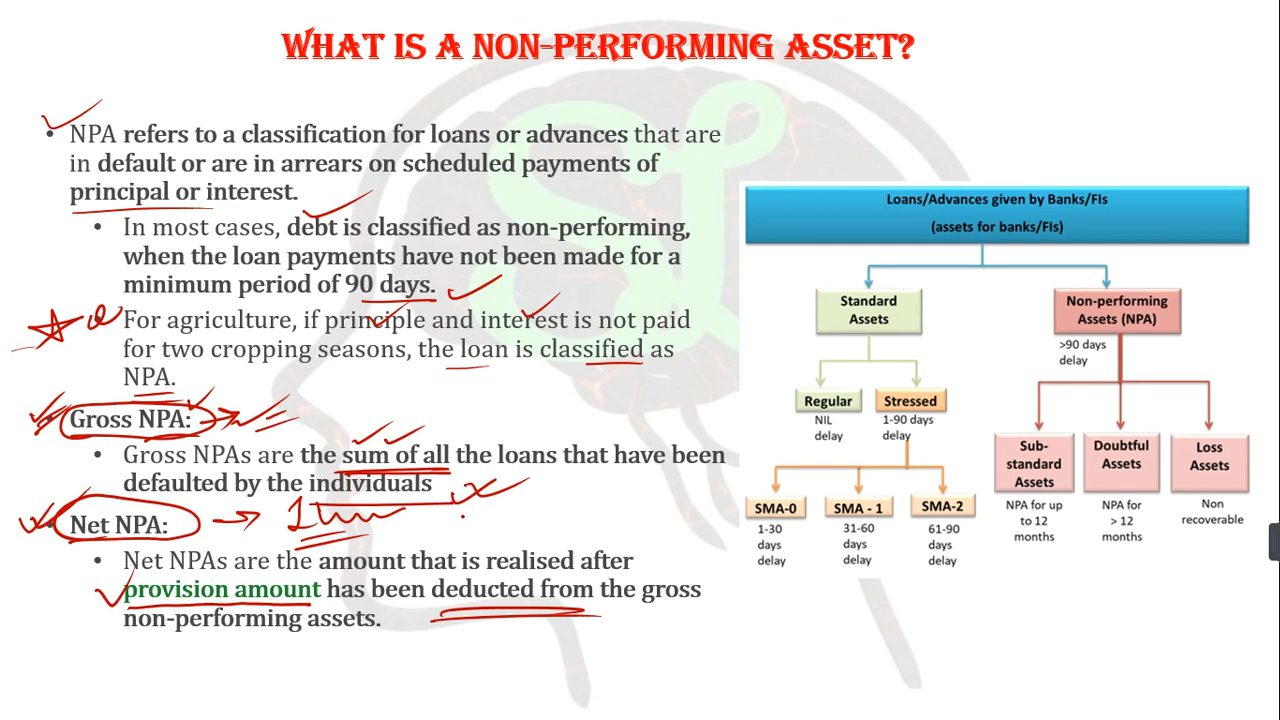 WHAT IS A NON-PERFORMING ASSET?
• NPA refers to a classification for loans or advances that are
in default or are in arrears on scheduled payments of
principal or interest.
• In most cases, debt is classified as non-performing,
when the loan payments have not been made for a
minimum period of 90 days.
For agriculture, if principle and interest is not paid
for two cropping seasons, the loan is classified as
NPA.
• Gross NPA:
• Gross NPAs are the sum of all the loans that have been
defaulted by the individuals
• Net NPA:
• Net NPAs are the amount that is realised after
provision amount has been deducted from the gross
non-performing assets.
Loans/Advances given by Banks/FIs
(assets for banks/FIs)
Standard
Assets
Non-performing
Assets (NPA)
>90 days
delay
Regular
NIL
delay
Stressed
1-90 days
delay
SMA-0
1-30
days
delay
SMA - 1
31-60
days
delay
SMA-2
61-90
days
delay
Sub-
standard
Assets
NPA for up
to 12
months
Doubtful
Assets
NPA for
> 12
months
Loss
Assets
Non
recoverable